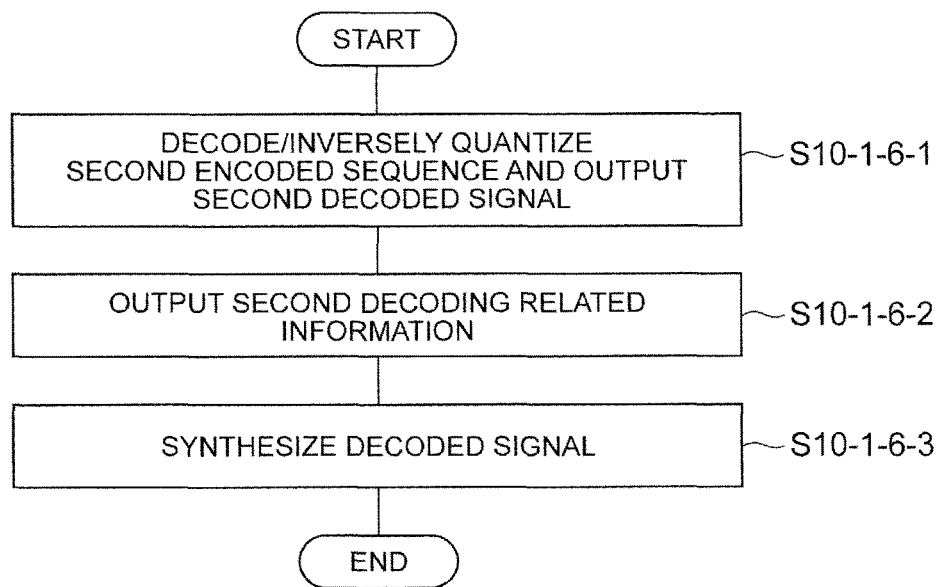 START
DECODE/INVERSELY QUANTIZE
SECOND ENCODED SEQUENCE AND OUTPUT
SECOND DECODED SIGNAL
S10-1-6-1
OUTPUT SECOND DECODING RELATED
INFORMATION
S10-1-6-2
SYNTHESIZE DECODED SIGNAL
S10-1-6-3
END